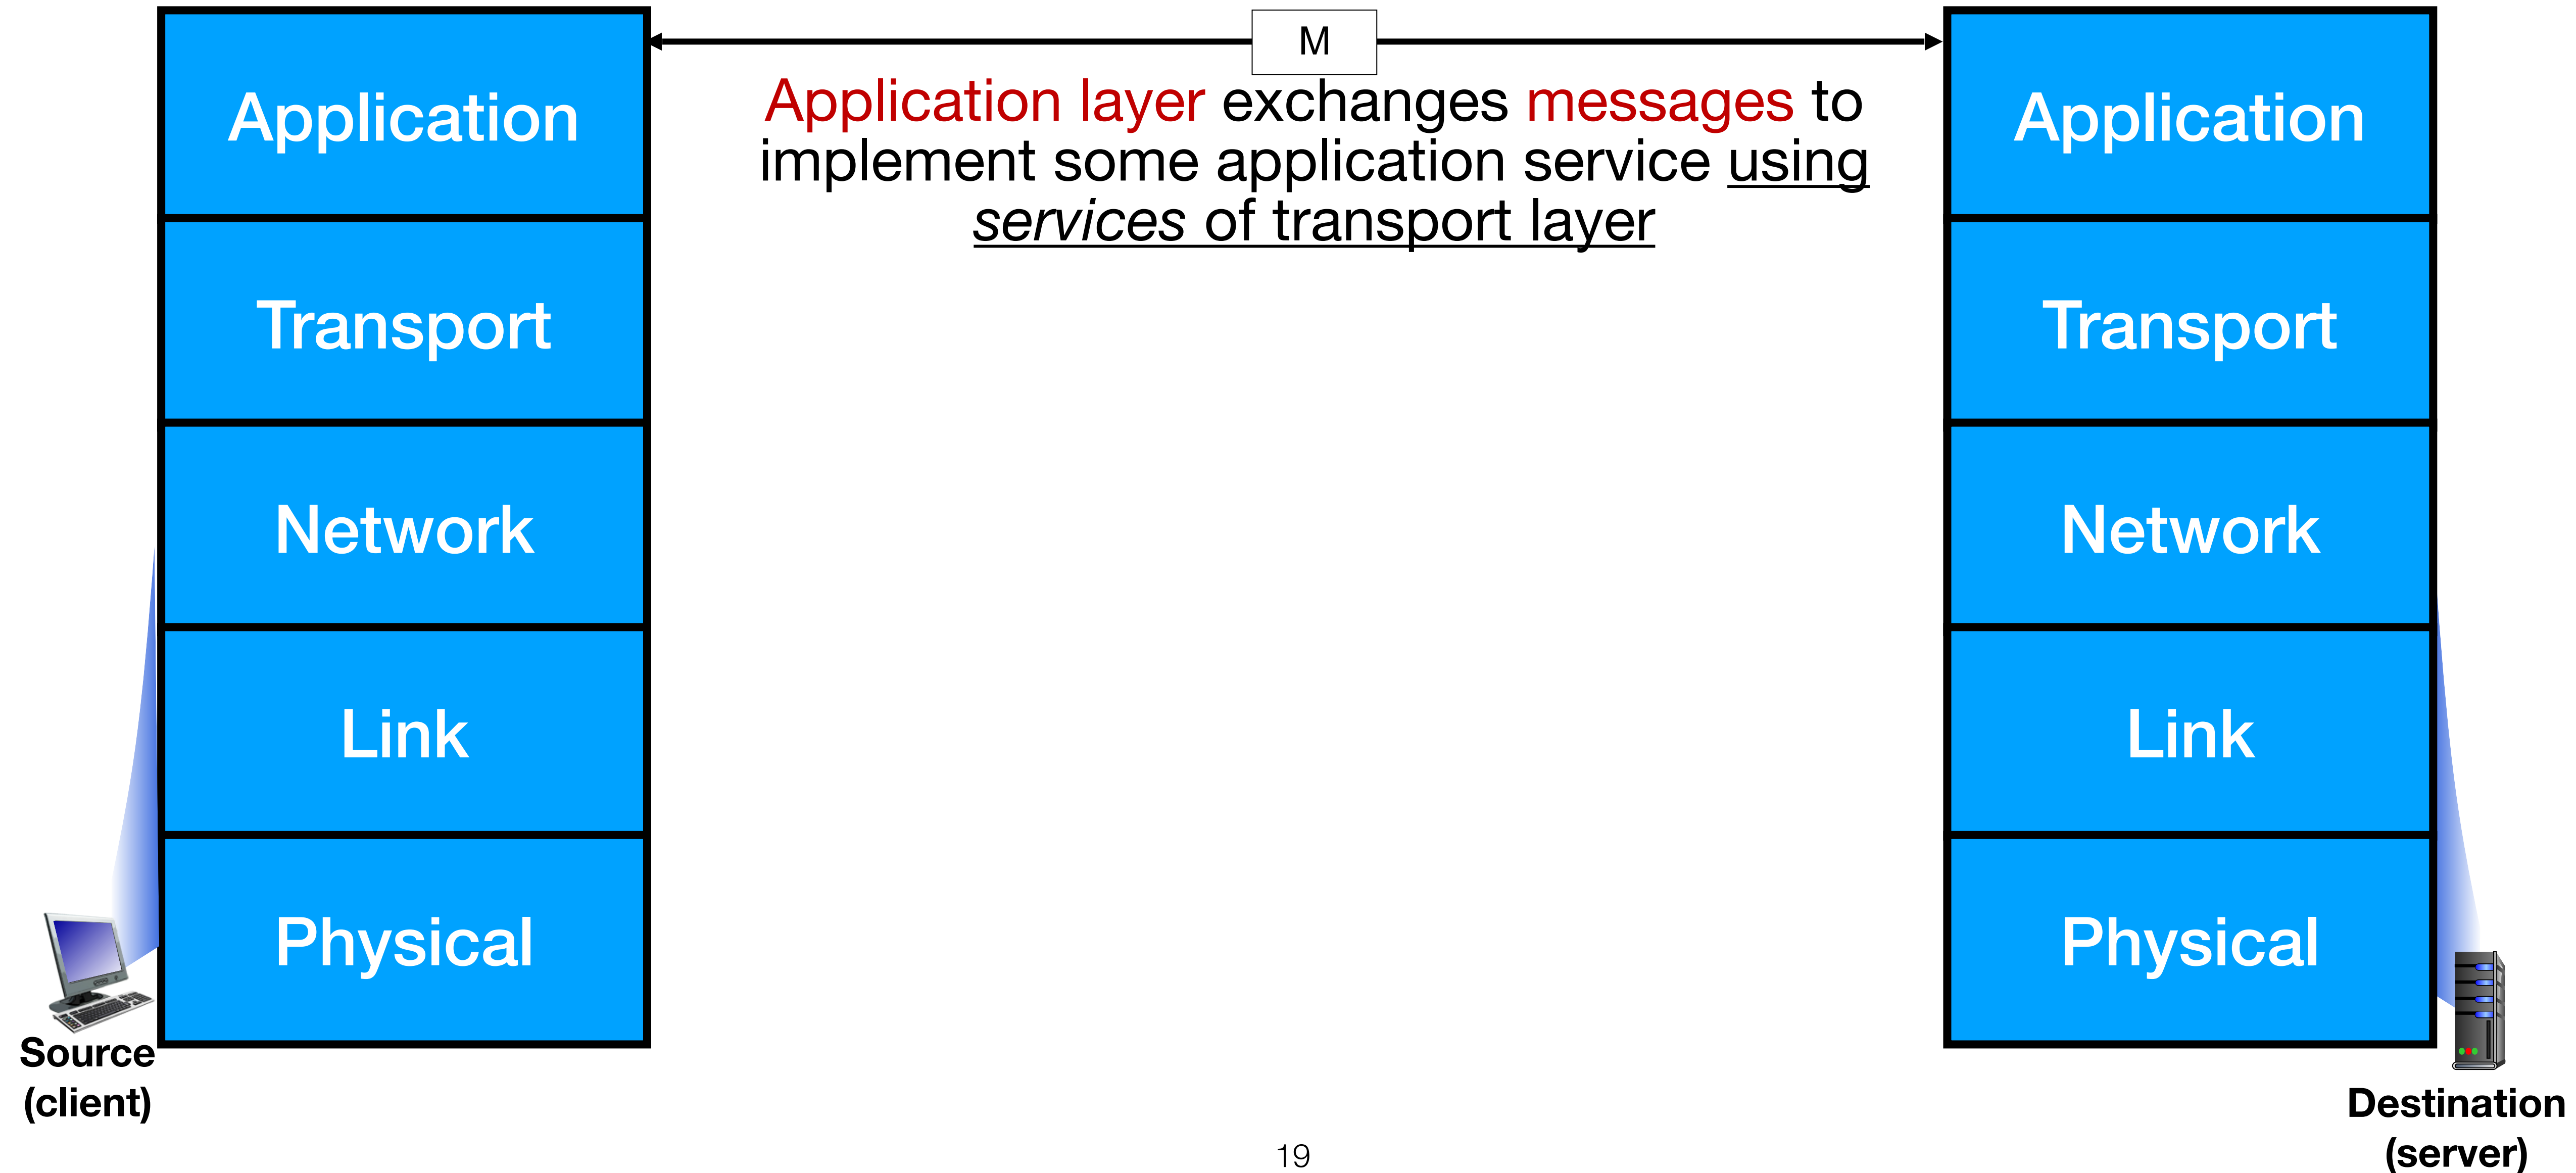 M
Application layer exchanges messages to
implement some application service using
services of transport layer
Application
Transport
Network
Link
Physical
Source
(client)
Application
Transport
Network
Link
Physical
Destination
(server)
19